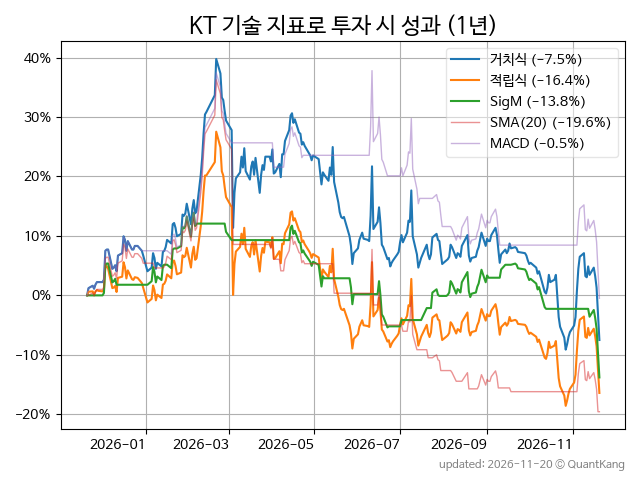 KT 기술 지표로 투자 시 성과 (1년)
거치식 (−7.5%)
적립식 (−16.4%)
SigM (−13.8%)
SMA(20) (−19.6%)
MACD (−0.5%)
40%
30%
20%
10%
0%
−10%
−20%
2026-01 2026-03 2026-05 2026-07 2026-09 2026-11
updated: 2026-11-20 © QuantKang